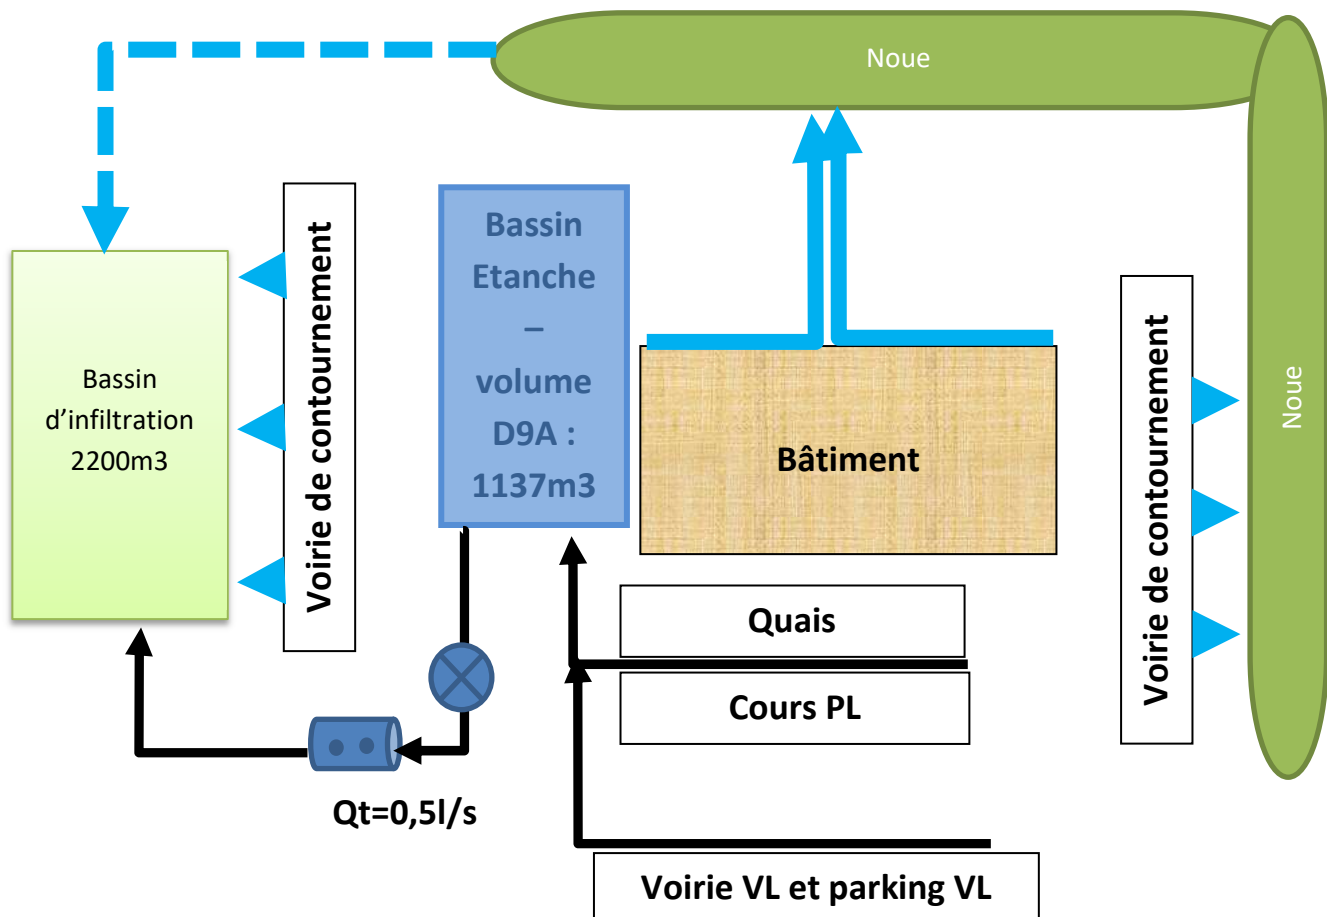 Noue
Noue
Bassin
Etanche
–
volume
D9A :
1137m3
Bassin
d'infiltration
2200m3
Voirie de contournement
Bâtiment
Voirie de contournement
Quais
Cours PL
Qt=0,5l/s
Voirie VL et parking VL